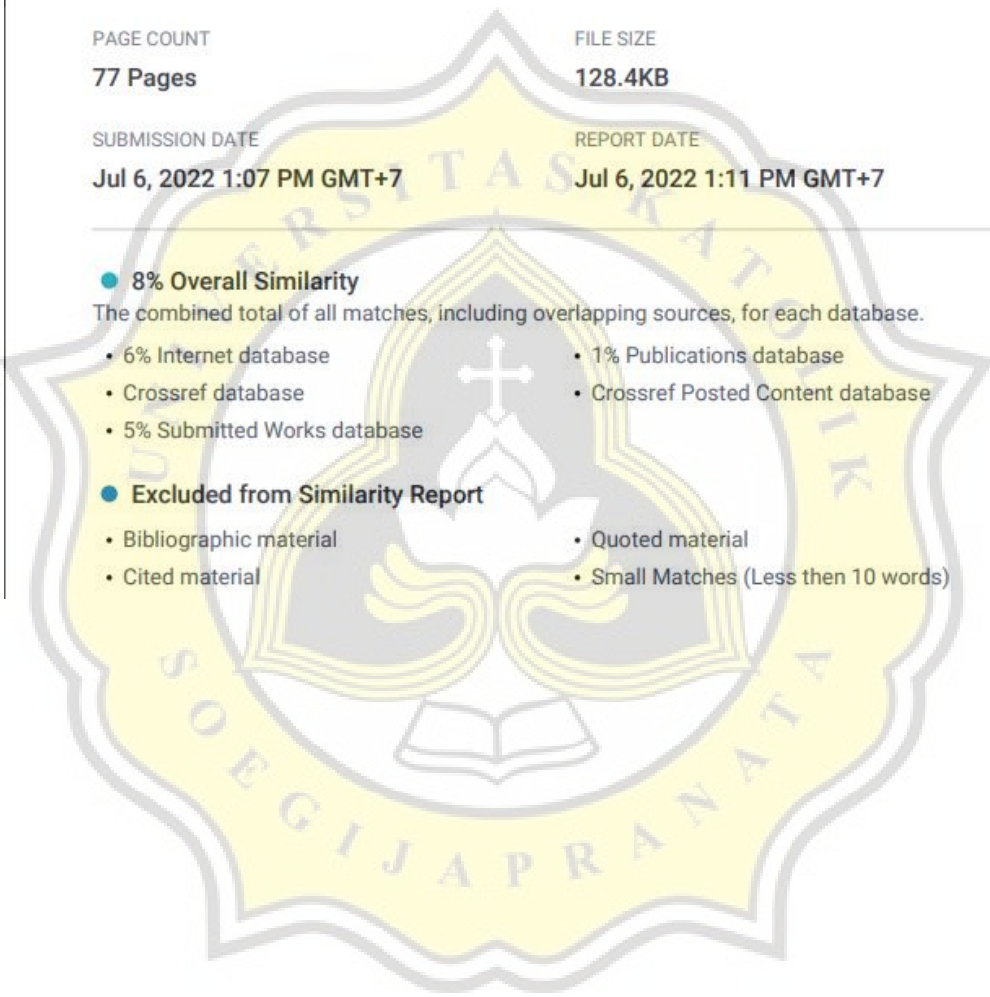 PAGE COUNT
77 Pages
FILE SIZE
128.4KB
SUBMISSION DATE
Jul 6, 2022 1:07 PM GMT+7
REPORT DATE
Jul 6, 2022 1:11 PM GMT+7
8% Overall Similarity
The combined total of all matches, including overlapping sources, for each database.
• 6% Internet database
• 1% Publications database
• Crossref database
• Crossref Posted Content database
• 5% Submitted Works database
Excluded from Similarity Report
• Bibliographic material
• Quoted material
• Cited material
• Small Matches (Less then 10 words)
UNIVERSITAS KATOLIK
SOEGIJAPRANATA